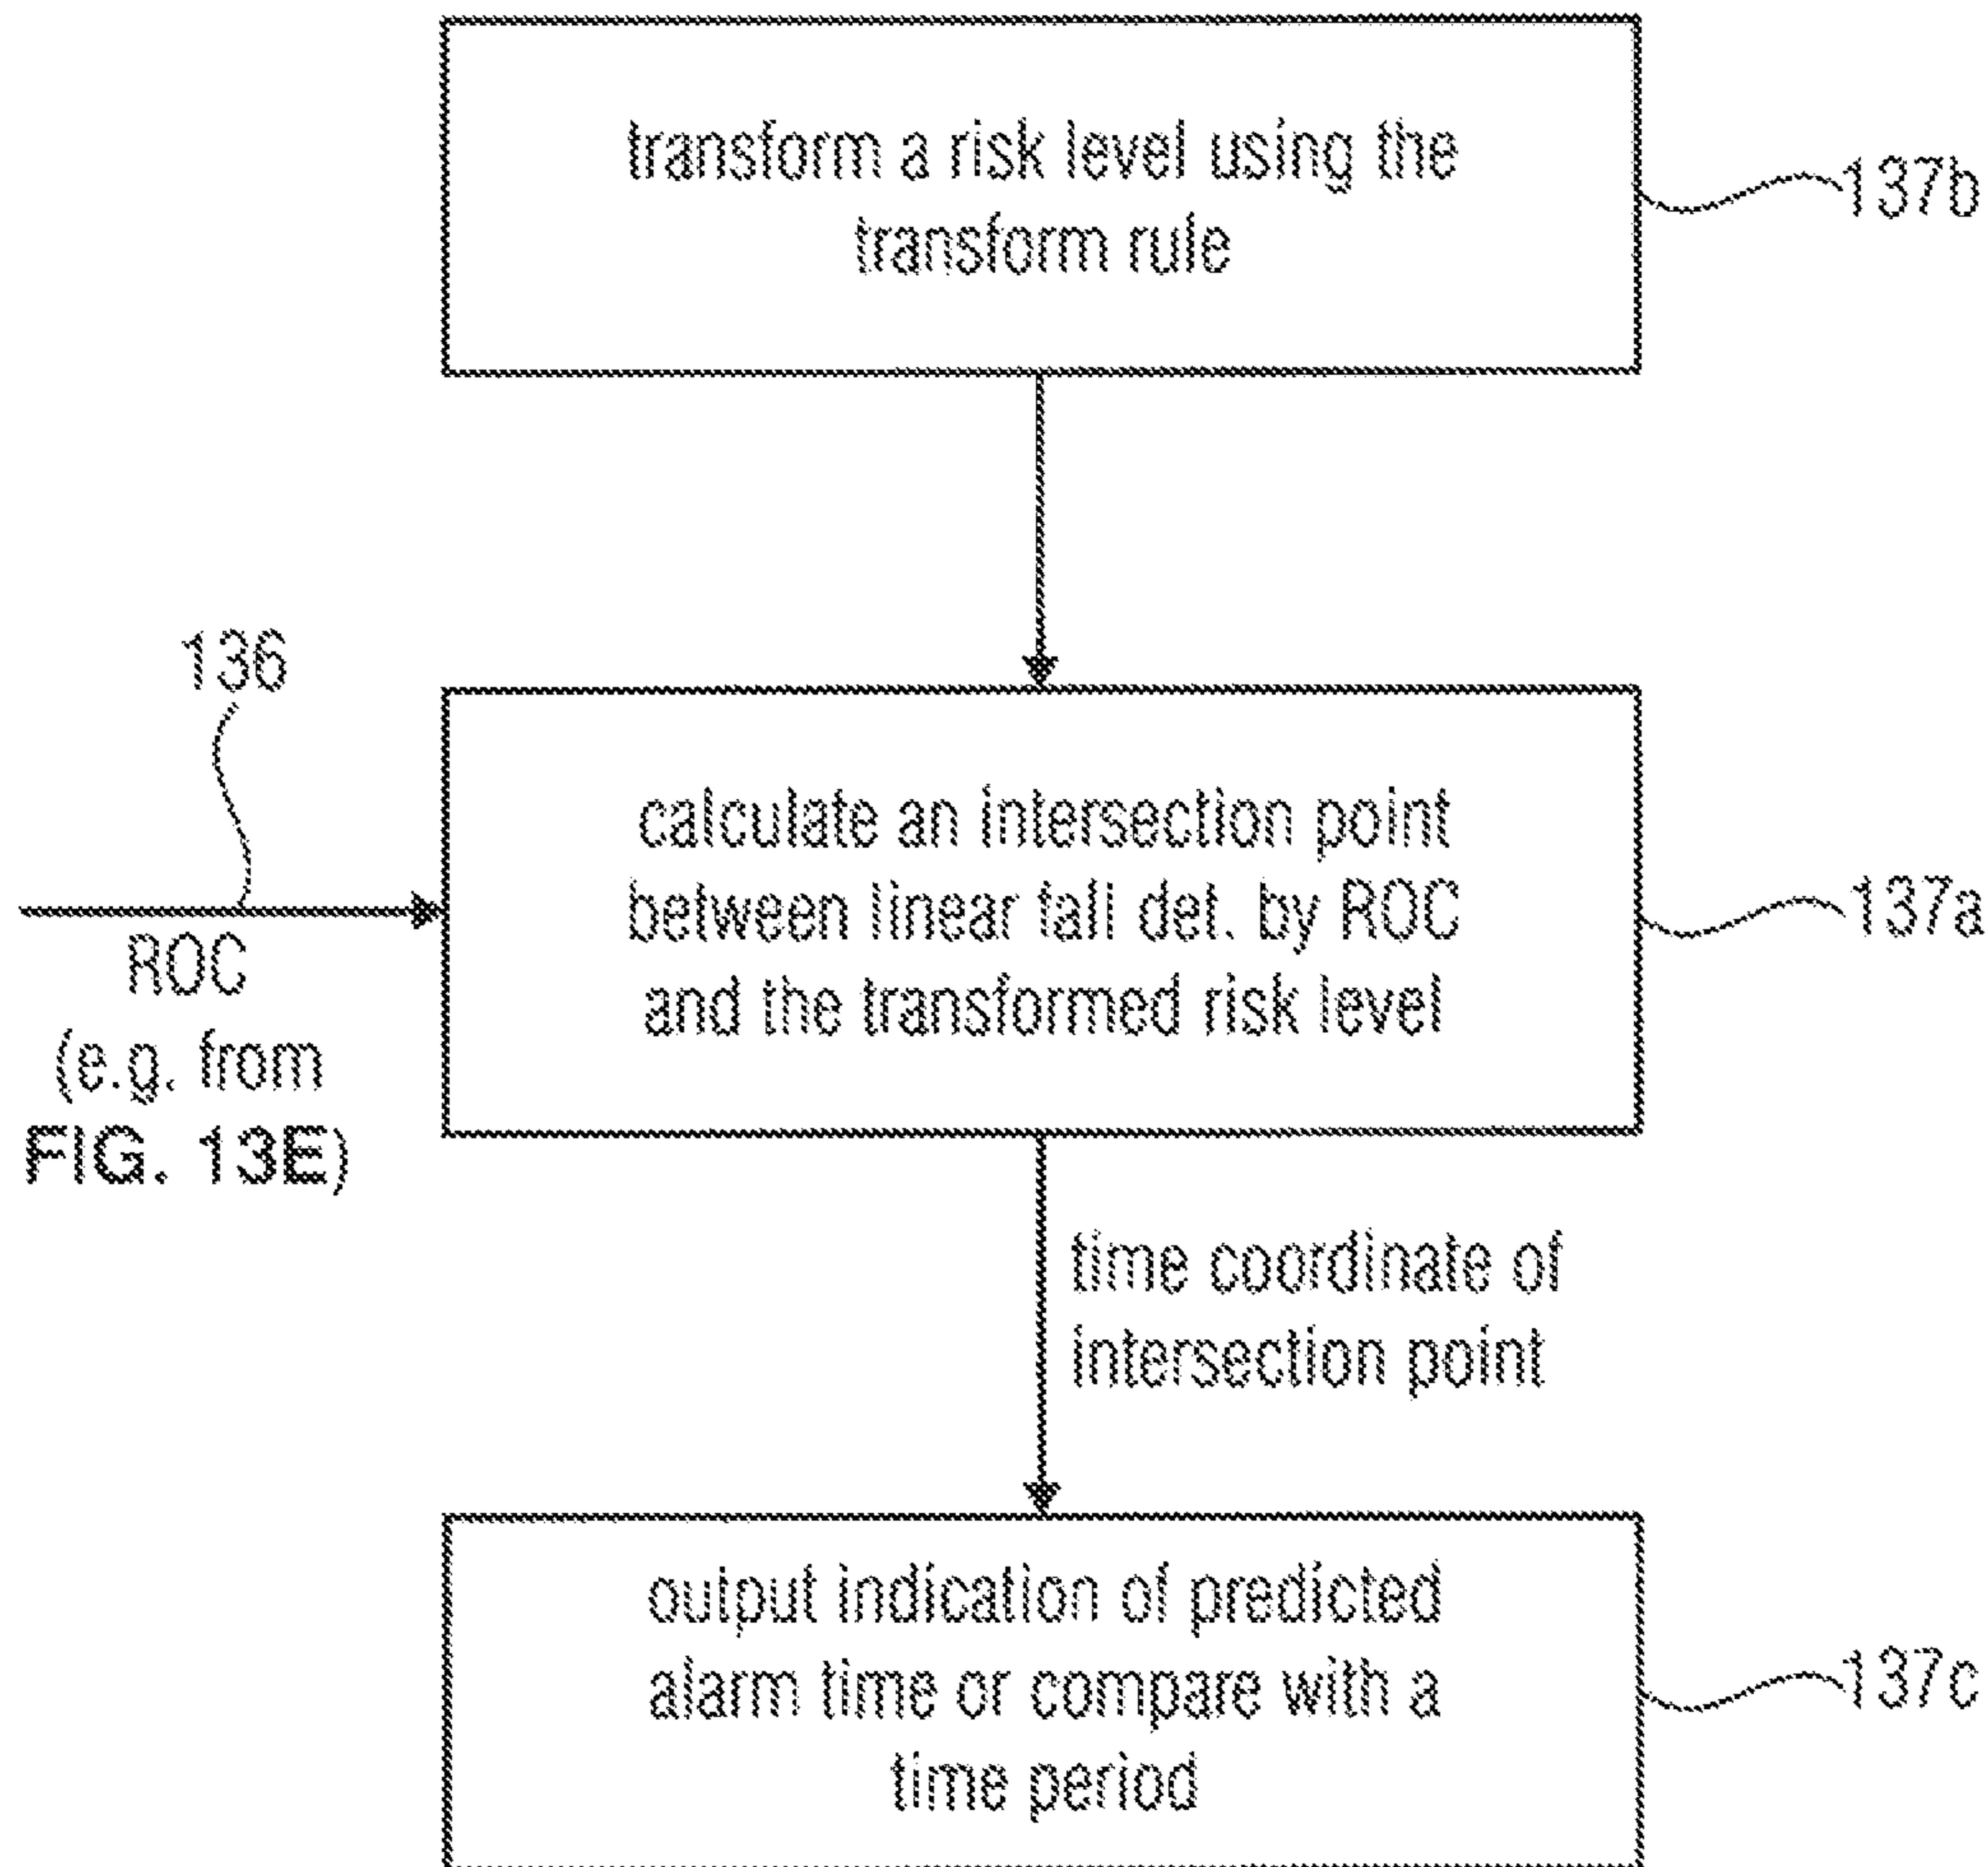 transform a risk level using the
transform rule
137b
136
ROC
(e.g. from
FIG. 13E)
calculate an intersection point
between linear fall det. by ROC
and the transformed risk level
137a
time coordinate of
intersection point
output indication of predicted
alarm time or compare with a
time period
137c